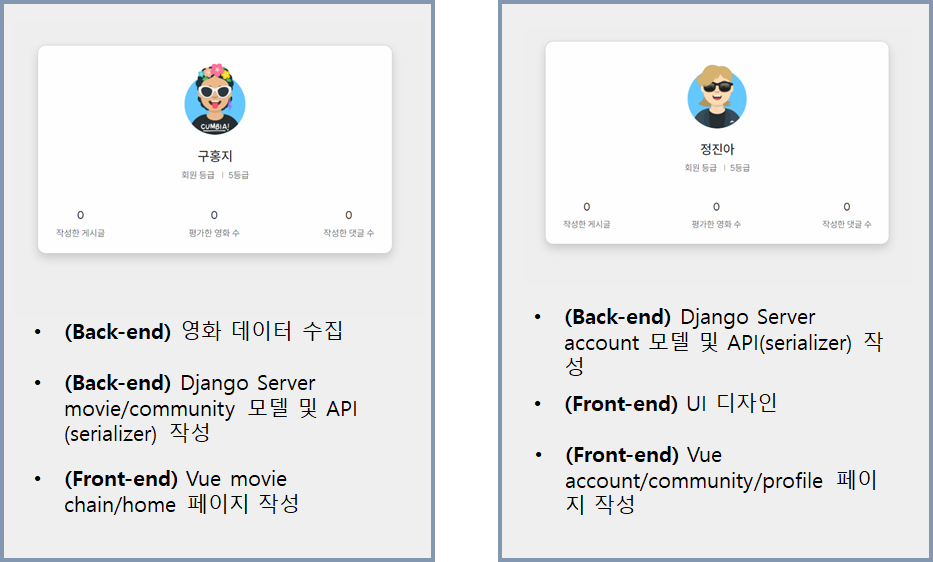 CUMBIA!
구홍지
회원 등급 | 5등급
0 0 0
작성한 게시글 평가한 영화 수 작성한 댓글 수
• (Back-end) 영화 데이터 수집
• (Back-end) Django Server
movie/community 모델 및 API
(serializer) 작성
• (Front-end) Vue movie
chain/home 페이지 작성
정진아
회원 등급 | 5등급
0 0 0
작성한 게시글 평가한 영화 수 작성한 댓글 수
• (Back-end) Django Server
account 모델 및 API(serializer) 작
성
• (Front-end) UI 디자인
• (Front-end) Vue
account/community/profile 페이
지 작성